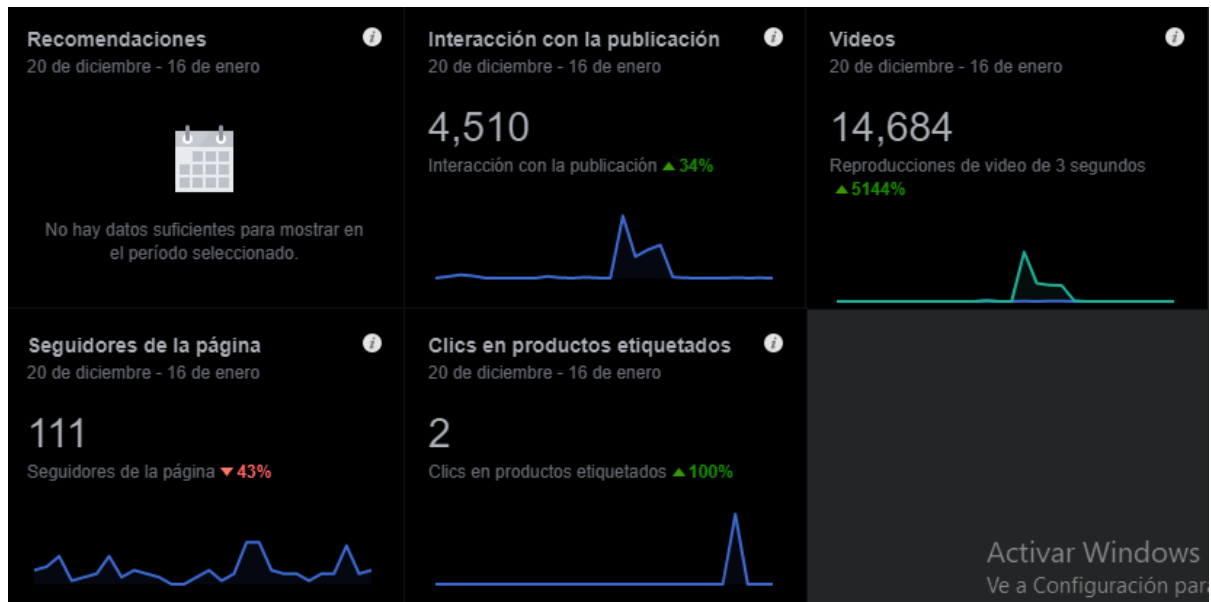 Recomendaciones
20 de diciembre - 16 de enero
No hay datos suficientes para mostrar en
el período seleccionado.
Interacción con la publicación
20 de diciembre - 16 de enero
4,510
Interacción con la publicación ▲ 34%
Videos
20 de diciembre - 16 de enero
14,684
Reproducciones de video de 3 segundos
▲ 5144%
Seguidores de la página
20 de diciembre - 16 de enero
111
Seguidores de la página ▼ 43%
Clics en productos etiquetados
20 de diciembre - 16 de enero
2
Clics en productos etiquetados ▲ 100%
Activar Windows
Ve a Configuración para